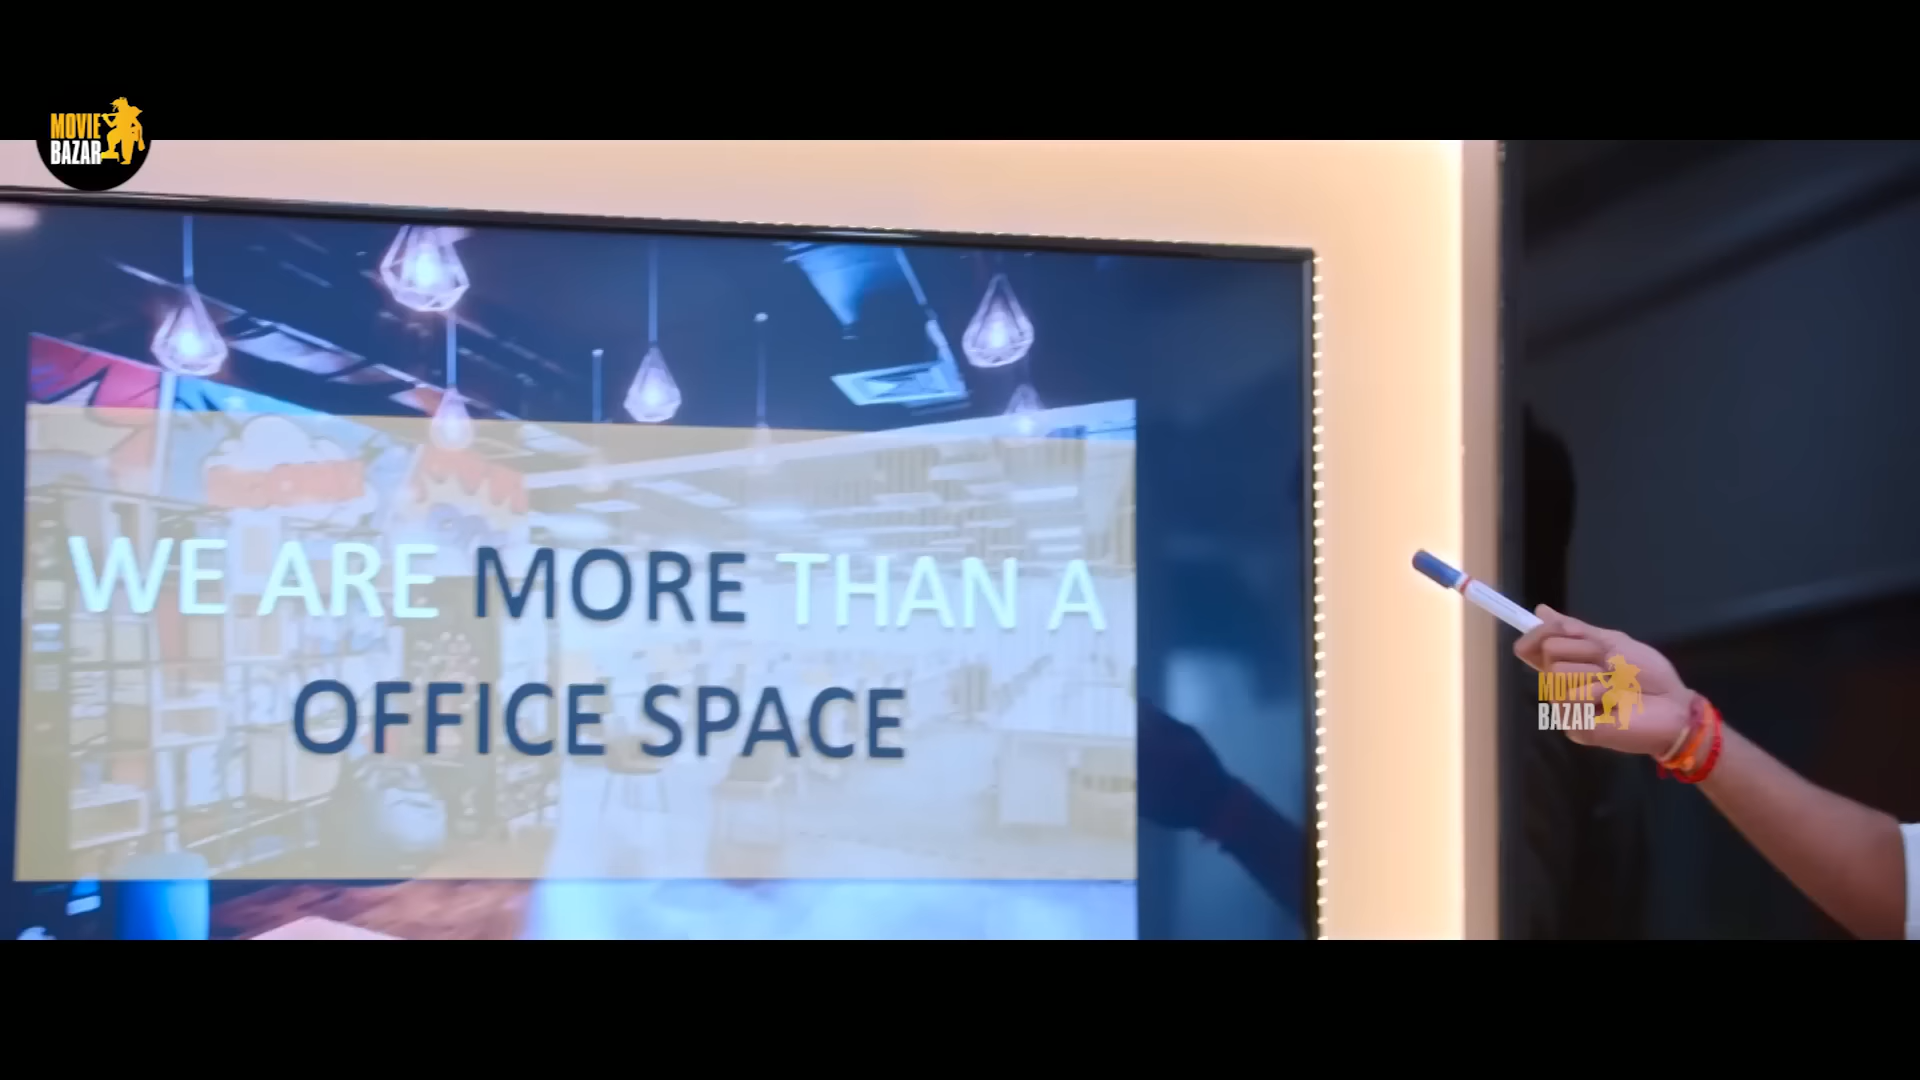 MOVIE
BAZAR
WE ARE MORE THAN A
OFFICE SPACE
MOVIE
BAZAR